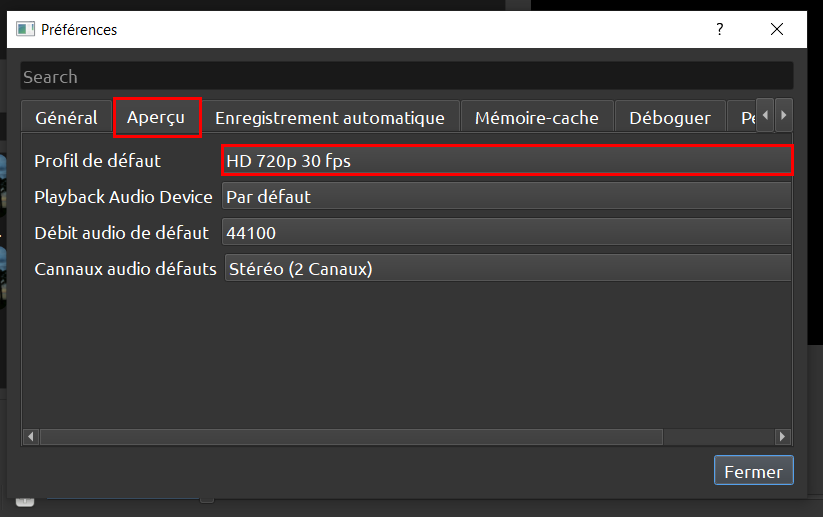 Préférences
?
Search
Général Aperçu Enregistrement automatique Mémoire-cache Déboguer Pe
Profil de défaut HD 720p 30 fps
Playback Audio Device Par défaut
Débit audio de défaut 44100
Cannaux audio défauts Stéréo (2 Canaux)
Fermer